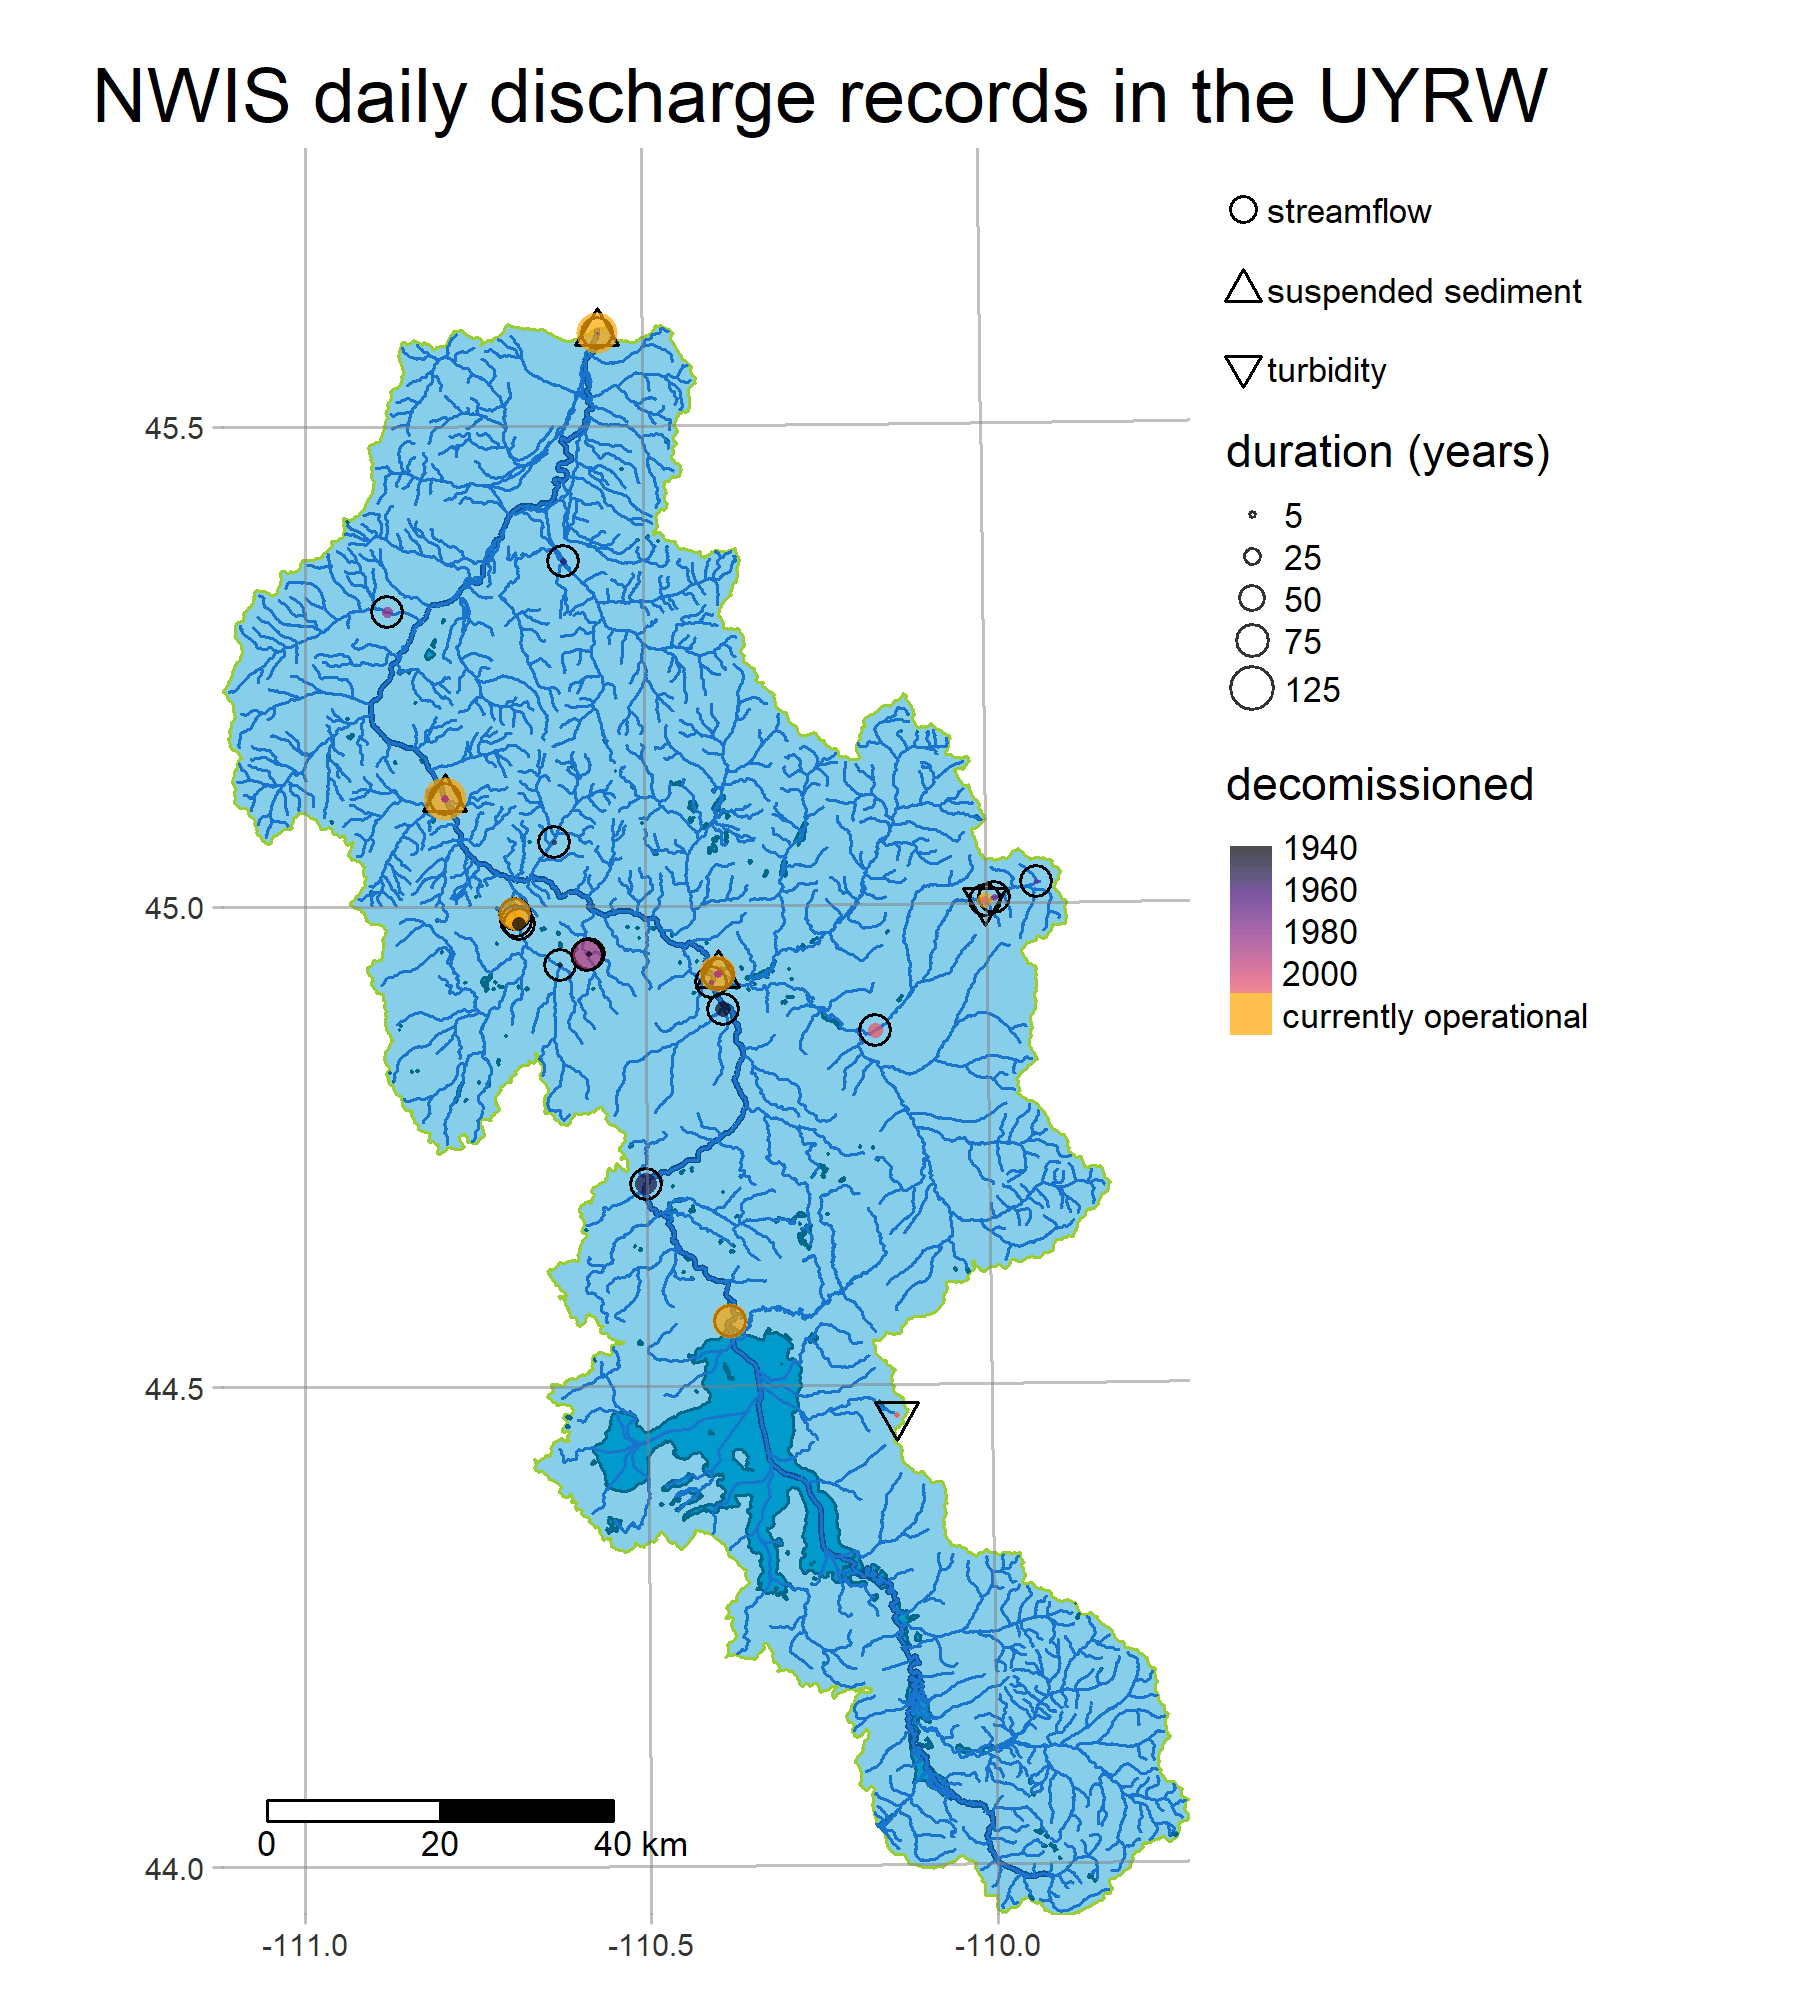 NWIS daily discharge records in the UYRW
streamflow
suspended sediment
turbidity
duration (years)
5
25
50
75
125
decomissioned
1940
1960
1980
2000
currently operational
45.5
45.0
44.5
44.0
0 20 40 km
-111.0 -110.5 -110.0